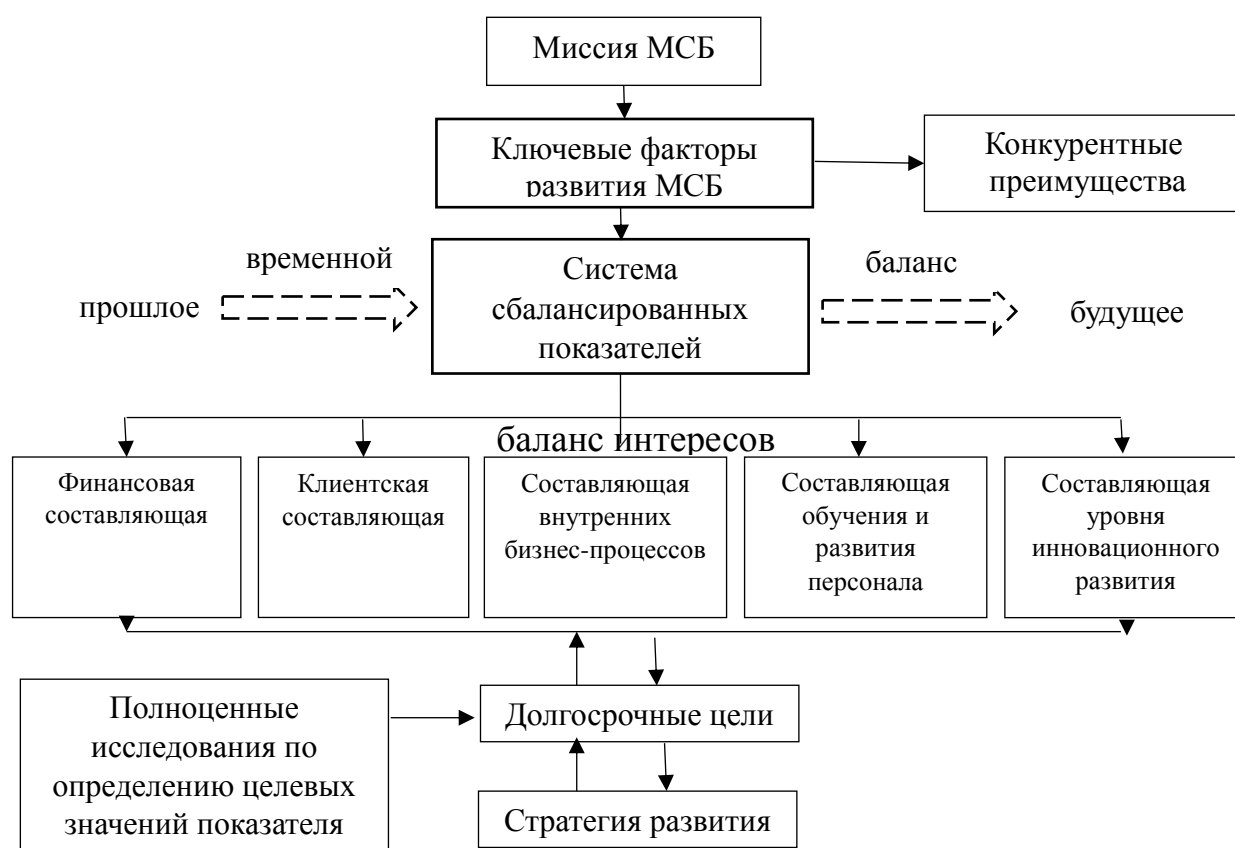 Миссия МСБ
Ключевые факторы
развития МСБ
Конкурентные
преимущества
временной
баланс
прошлое
Система
сбалансированных
показателей
будущее
баланс интересов
Финансовая
составляющая
Клиентская
составляющая
Составляющая
внутренних
бизнес-процессов
Составляющая
обучения и
развития
персонала
Составляющая
уровня
инновационного
развития
Полноценные
исследования по
определению целевых
значений показателя
Долгосрочные цели
Стратегия развития